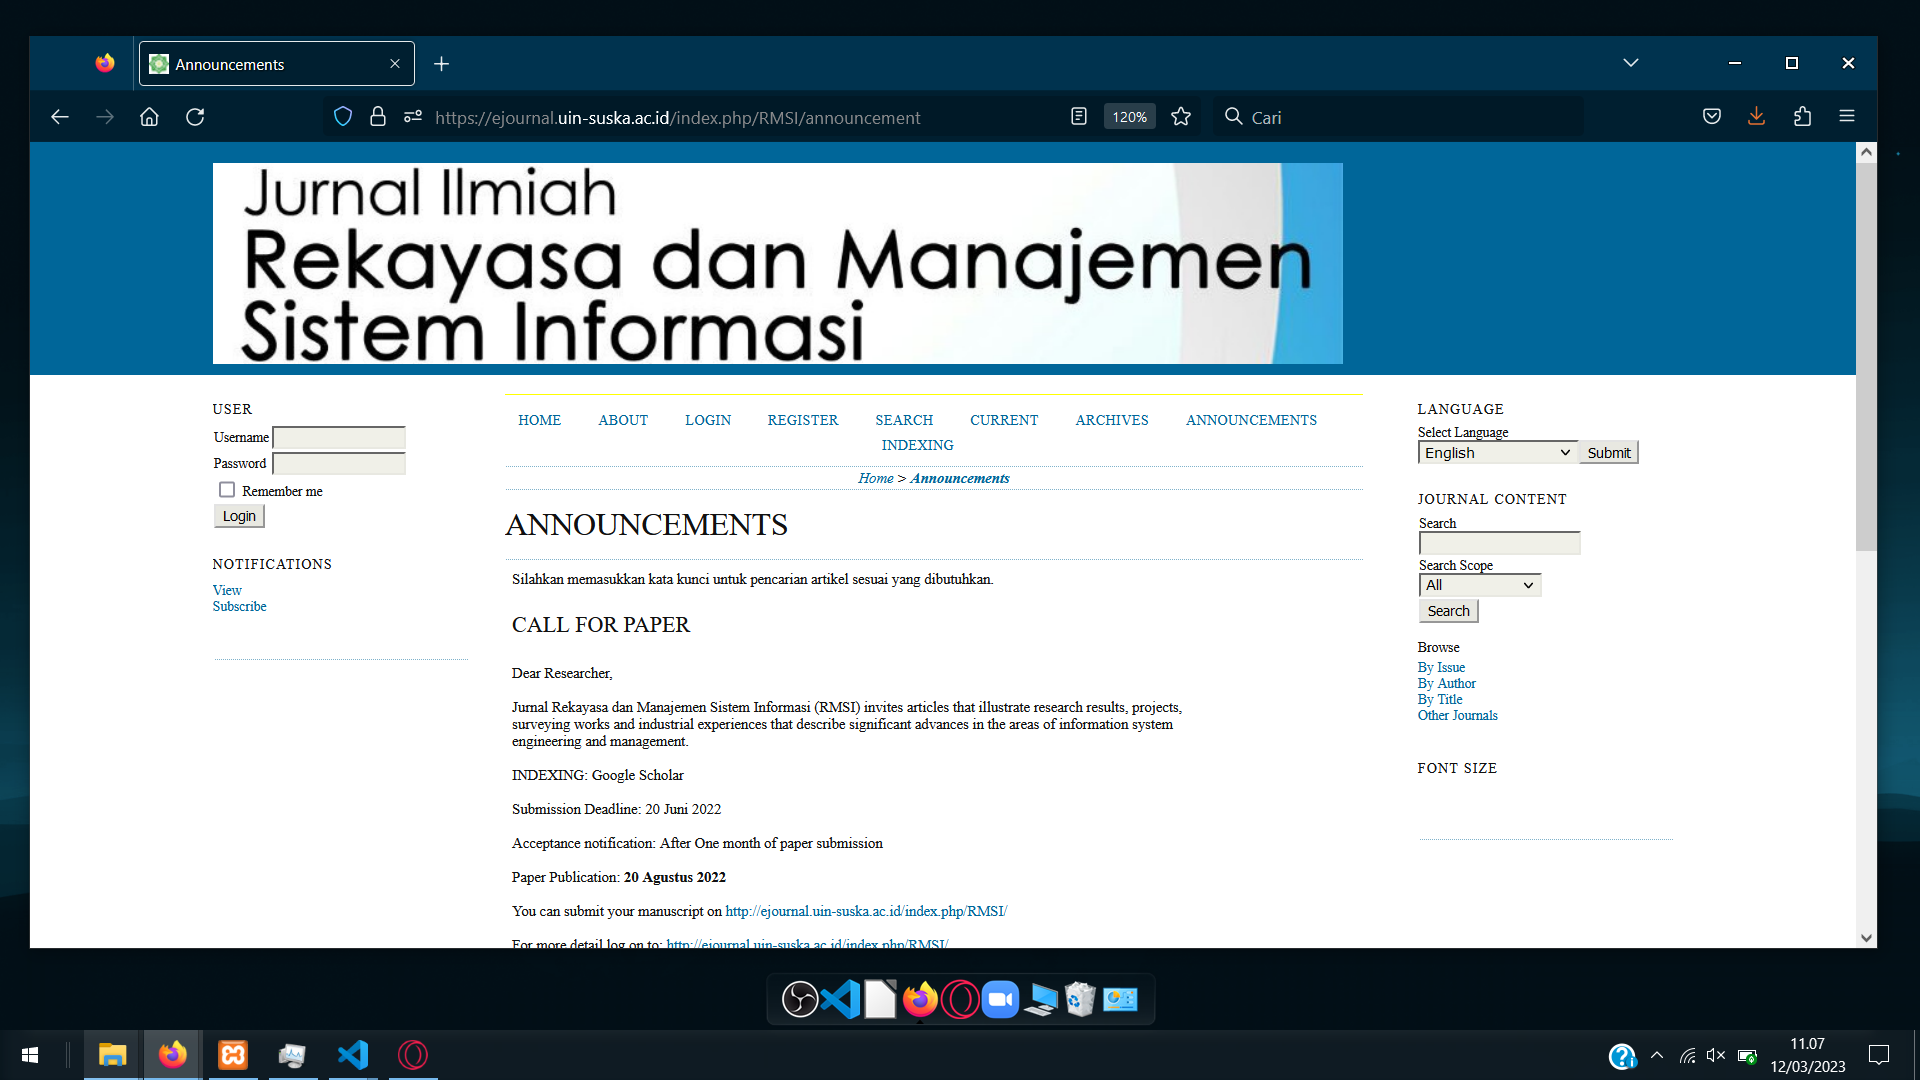 Announcements
https://ejournal.uin-suska.ac.id/index.php/RMSI/announcement
120%
Cari
Jurnal Ilmiah
Rekayasa dan Manajemen
Sistem Informasi
USER
Username
Password
Remember me
Login
NOTIFICATIONS
View
Subscribe
HOME ABOUT LOGIN REGISTER SEARCH CURRENT ARCHIVES ANNOUNCEMENTS
INDEXING
Home > Announcements
ANNOUNCEMENTS
Silahkan memasukkan kata kunci untuk pencarian artikel sesuai yang dibutuhkan.
CALL FOR PAPER
Dear Researcher,
Jurnal Rekayasa dan Manajemen Sistem Informasi (RMSI) invites articles that illustrate research results, projects,
surveying works and industrial experiences that describe significant advances in the areas of information system
engineering and management.
INDEXING: Google Scholar
Submission Deadline: 20 Juni 2022
Acceptance notification: After One month of paper submission
Paper Publication: 20 Agustus 2022
You can submit your manuscript on http://ejournal.uin-suska.ac.id/index.php/RMSI/
For more detail log on to: http://ejournal.uin-suska.ac.id/index.php/RMSI/
LANGUAGE
Select Language
English Submit
JOURNAL CONTENT
Search
Search Scope
All
Search
Browse
By Issue
By Author
By Title
Other Journals
FONT SIZE
11.07
12/03/2023